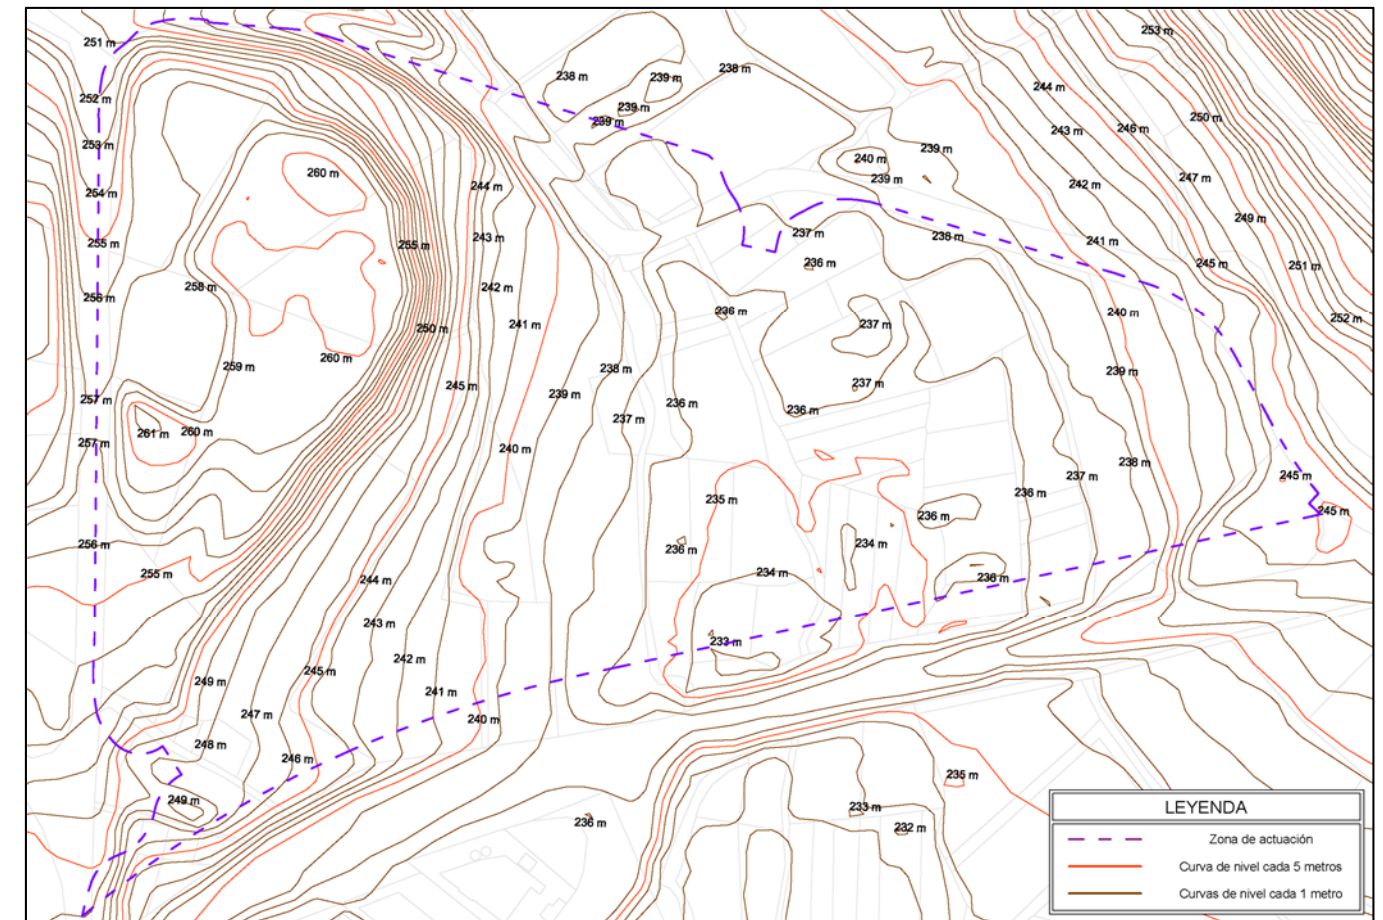 253 m
251 m
238 m
239 m
238 m
244 m
252 m
239 m
239 m
250 m
243 m
246 m
253 m
240 m
239 m
260 m
239 m
247 m
254 m
244 m
242 m
249 m
255 m
255 m
243 m
237 m
238 m
241 m
236 m
245 m
251 m
258 m
242 m
256 m
236 m
240 m
252 m
250 m
241 m
237 m
260 m
259 m
238 m
239 m
245 m
237 m
257 m
239 m
236 m
236 m
237 m
261 m
260 m
257 m
240 m
238 m
237 m
245 m
235 m
236 m
245 m
236 m
256 m
236 m
234 m
255 m
244 m
234 m
236 m
243 m
233 m
242 m
245 m
249 m
241 m
247 m
240 m
248 m
246 m
235 m
249 m
233 m
236 m
232 m
LEYENDA
Zona de actuación
Curva de nivel cada 5 metros
Curvas de nivel cada 1 metro